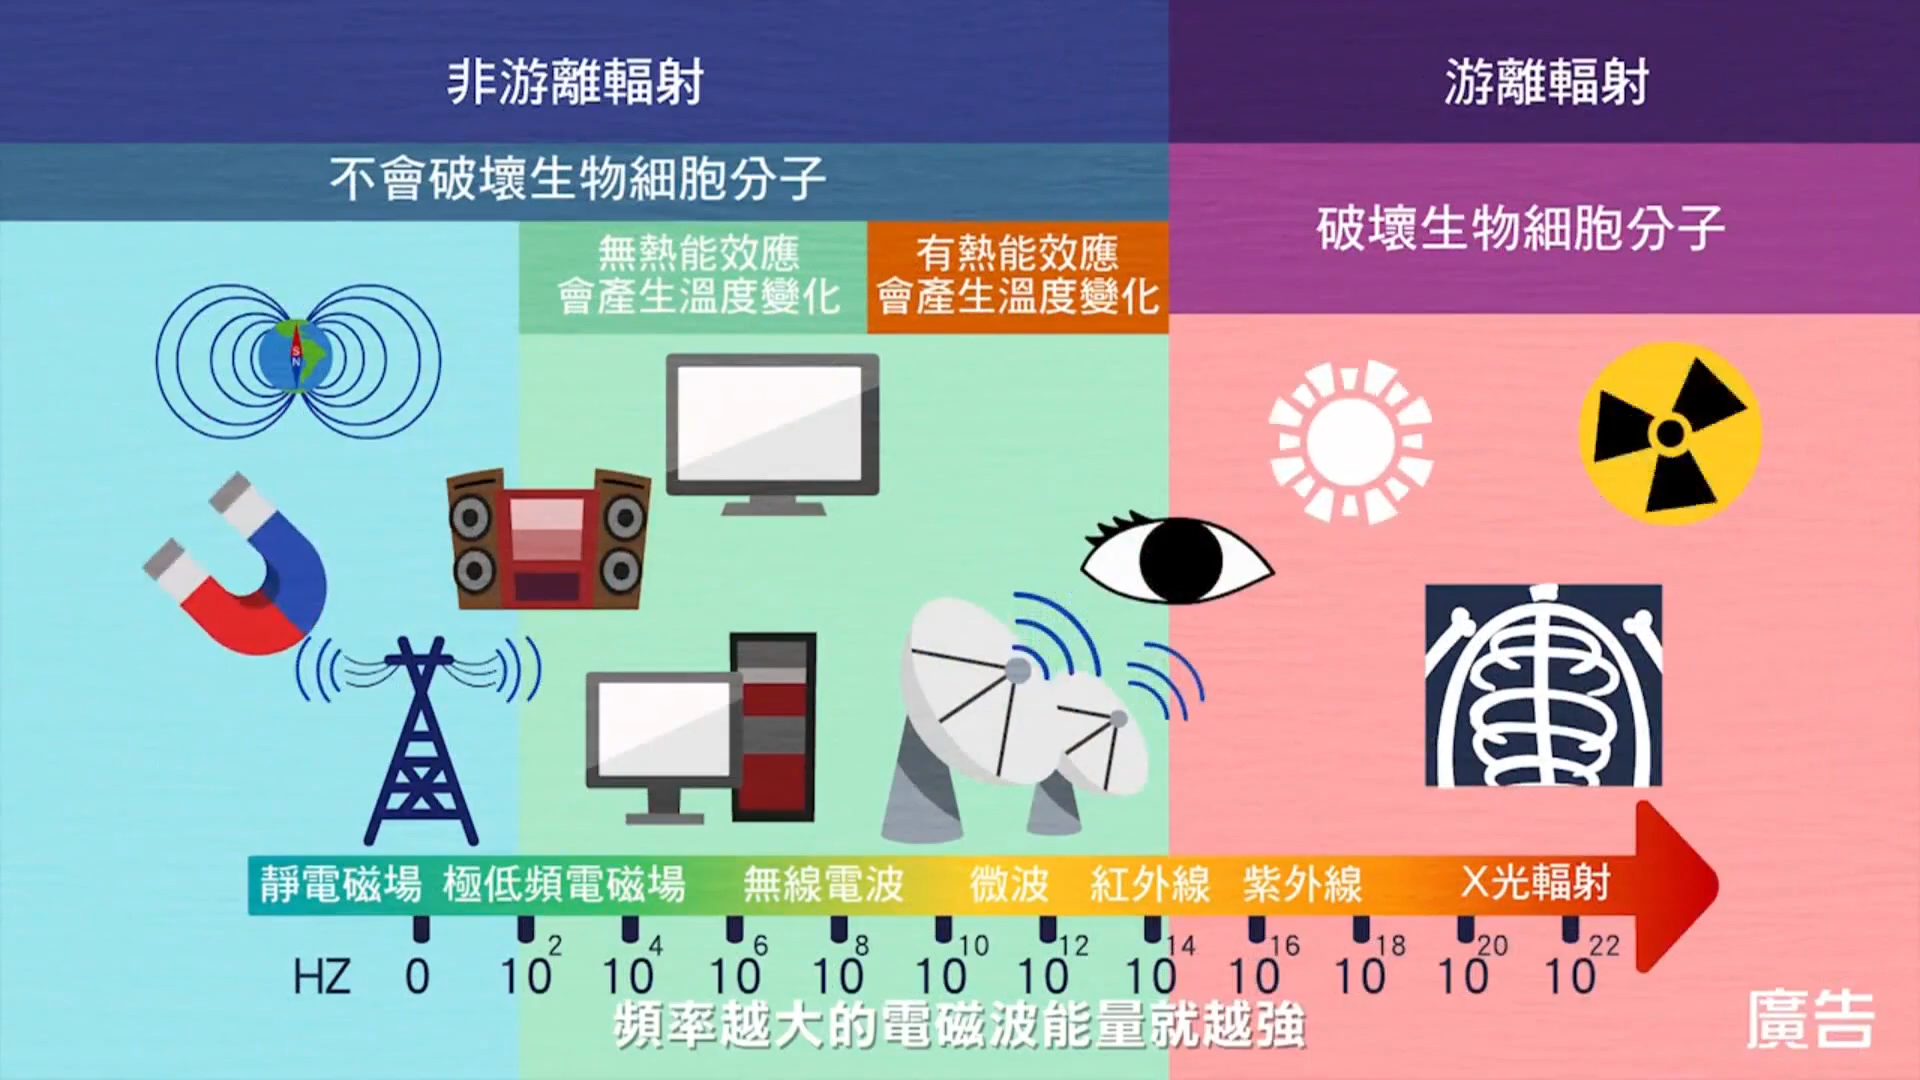 非游離輻射
游離輻射
不會破壞生物細胞分子
破壞生物細胞分子
無熱能效應
會產生溫度變化
有熱能效應
會產生溫度變化
S
N
靜電磁場 極低頻電磁場 無線電波 微波 紅外線 紫外線 X光輻射
HZ 0 10² 10⁴ 10⁶ 10⁸ 10¹⁰ 10¹² 10¹⁴ 10¹⁶ 10¹⁸ 10²⁰ 10²²
頻率越大的電磁波能量就越強
廣告